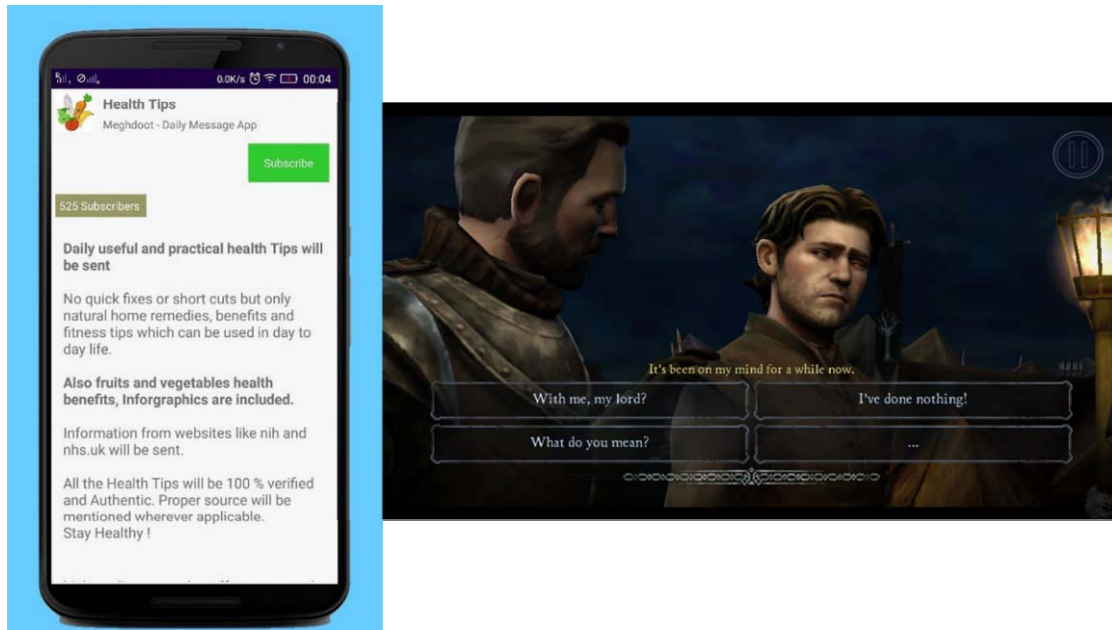 0.0K/s 00:04
Health Tips
Meghdoot - Daily Message App
Subscribe
525 Subscribers
Daily useful and practical health Tips will
be sent
No quick fixes or short cuts but only
natural home remedies, benefits and
fitness tips which can be used in day to
day life.
Also fruits and vegetables health
benefits, Inforgraphics are included.
Information from websites like nih and
nhs.uk will be sent.
All the Health Tips will be 100 % verified
and Authentic. Proper source will be
mentioned wherever applicable.
Stay Healthy !
It's been on my mind for a while now.
With me, my lord?
I've done nothing!
What do you mean?
...